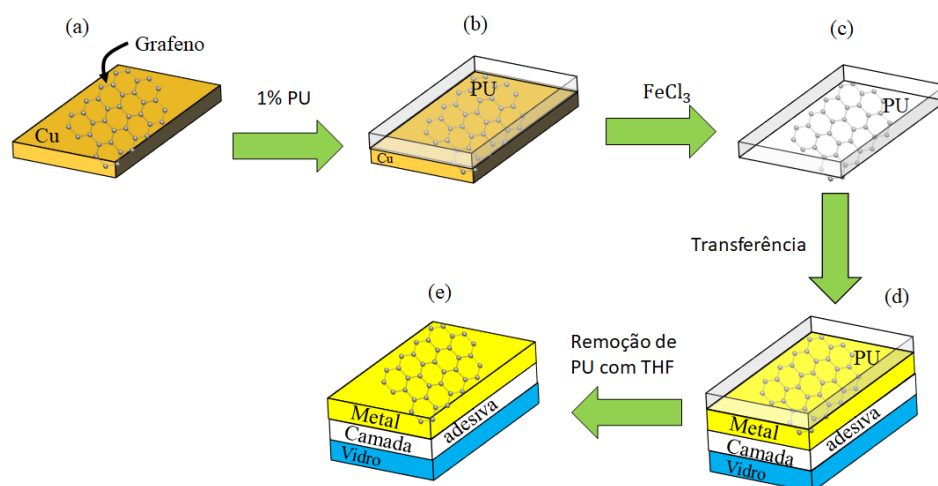 (a)
Grafeno
Cu
1% PU
(b)
PU
Cu
FeCl₃
(c)
PU
Transferência
(d)
PU
Metal
Camada adesiva
Vidro
Remoção de
PU com THF
(e)
Metal
Camada adesiva
Vidro